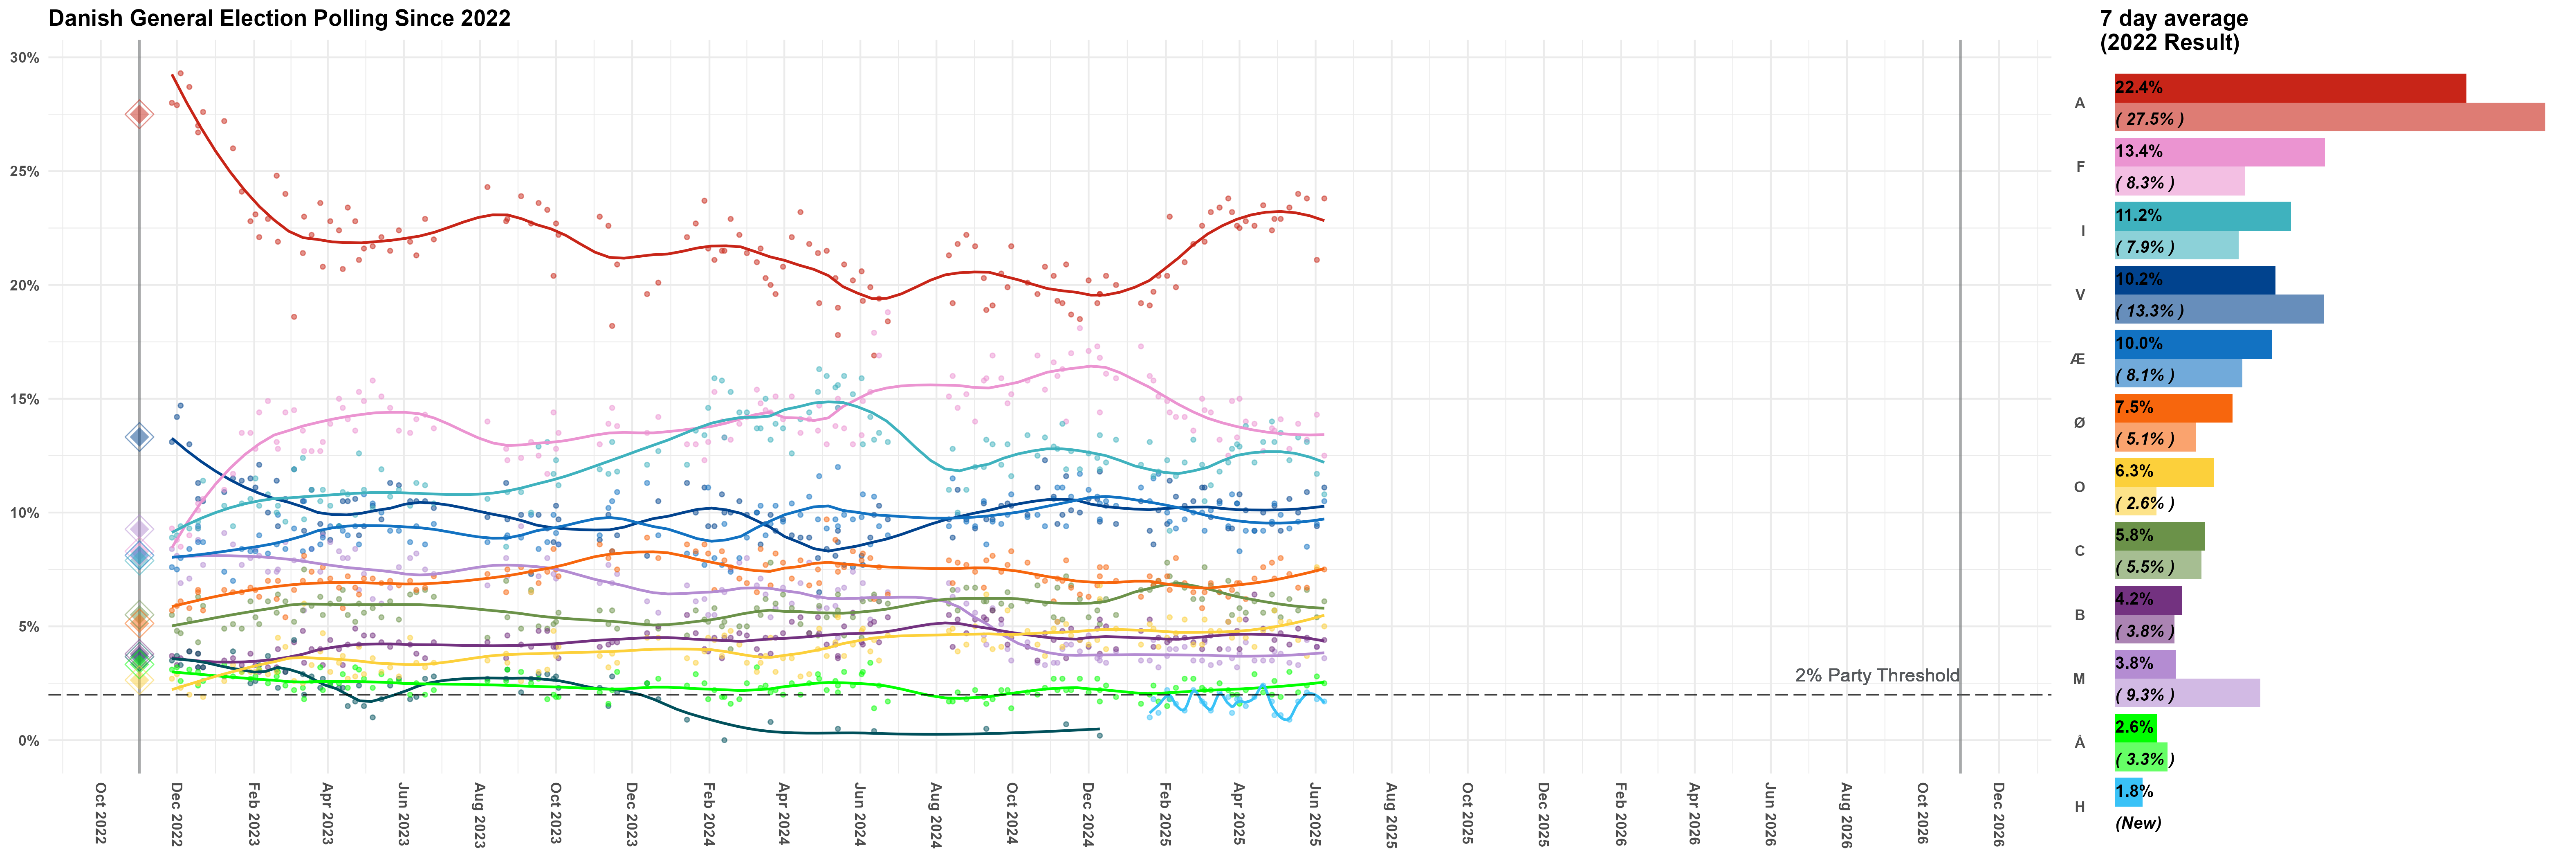 Danish General Election Polling Since 2022
30%
25%
20%
15%
10%
5%
0%
2% Party Threshold
Oct 2022
Dec 2022
Feb 2023
Apr 2023
Jun 2023
Aug 2023
Oct 2023
Dec 2023
Feb 2024
Apr 2024
Jun 2024
Aug 2024
Oct 2024
Dec 2024
Feb 2025
Apr 2025
Jun 2025
Aug 2025
Oct 2025
Dec 2025
Feb 2026
Apr 2026
Jun 2026
Aug 2026
Oct 2026
Dec 2026
7 day average
(2022 Result)
A
22.4%
( 27.5% )
F
13.4%
( 8.3% )
I
11.2%
( 7.9% )
V
10.2%
( 13.3% )
Æ
10.0%
( 8.1% )
Ø
7.5%
( 5.1% )
O
6.3%
( 2.6% )
C
5.8%
( 5.5% )
B
4.2%
( 3.8% )
M
3.8%
( 9.3% )
Å
2.6%
( 3.3% )
H
1.8%
(New)